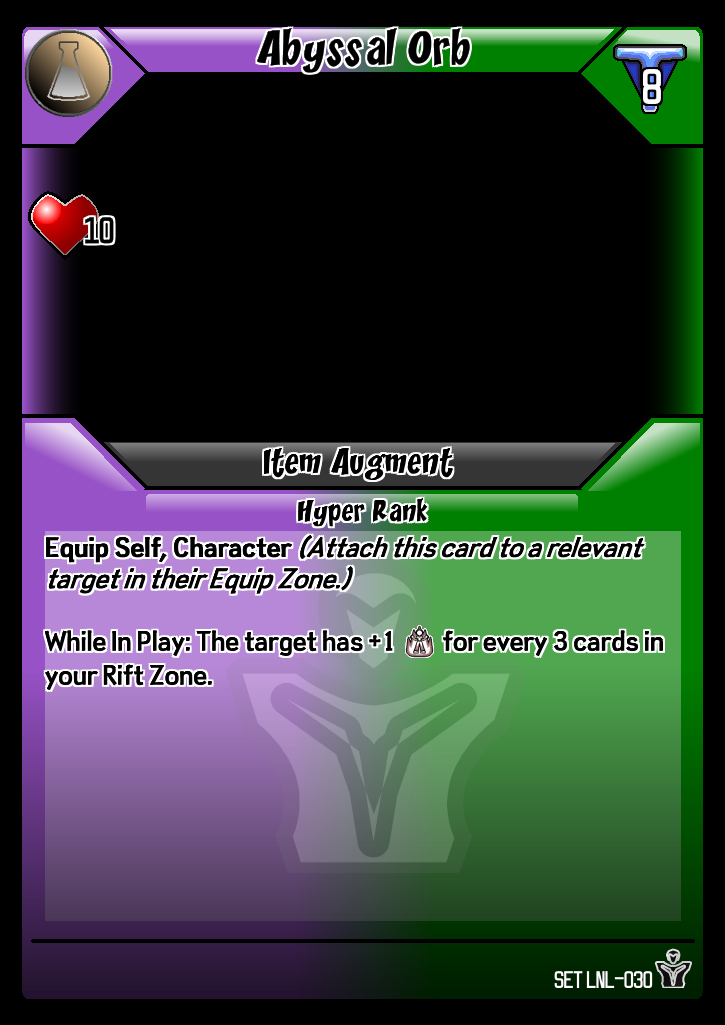 Abyssal Orb
8
10
Item Augment
Hyper Rank
Equip Self, Character (Attach this card to a relevant
target in their Equip Zone.)
While In Play: The target has +1 for every 3 cards in
your Rift Zone.
SET LNL-030